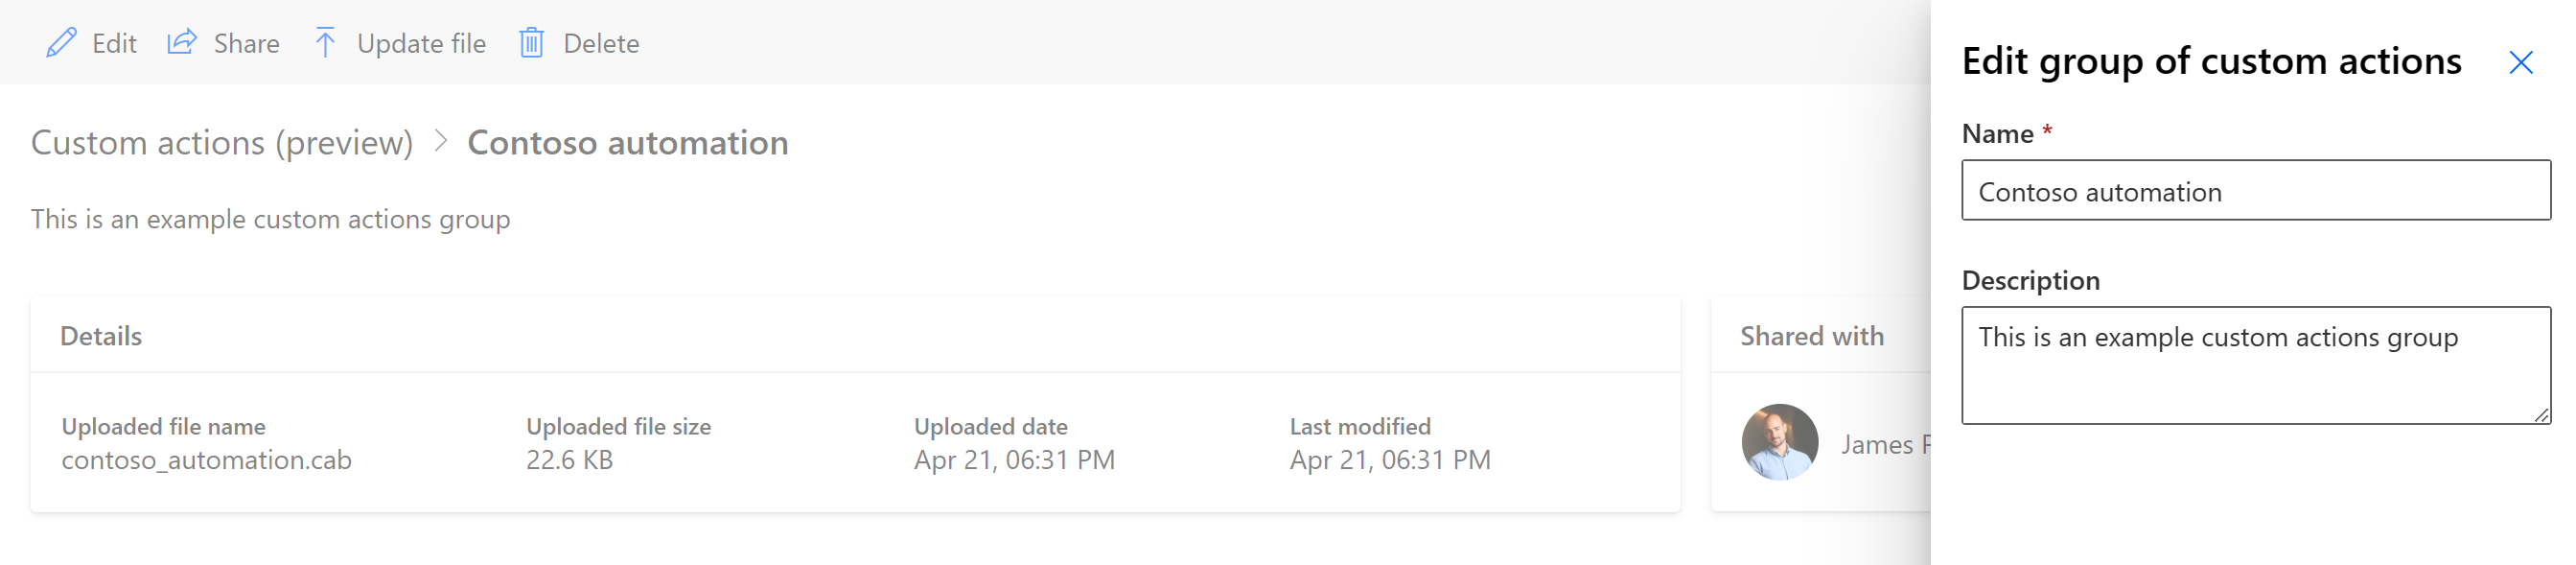 Edit Share Update file Delete
Custom actions (preview) > Contoso automation
This is an example custom actions group
Details
Uploaded file name
contoso_automation.cab
Uploaded file size
22.6 KB
Uploaded date
Apr 21, 06:31 PM
Last modified
Apr 21, 06:31 PM
Shared with
James
Edit group of custom actions
Name *
Contoso automation
Description
This is an example custom actions group